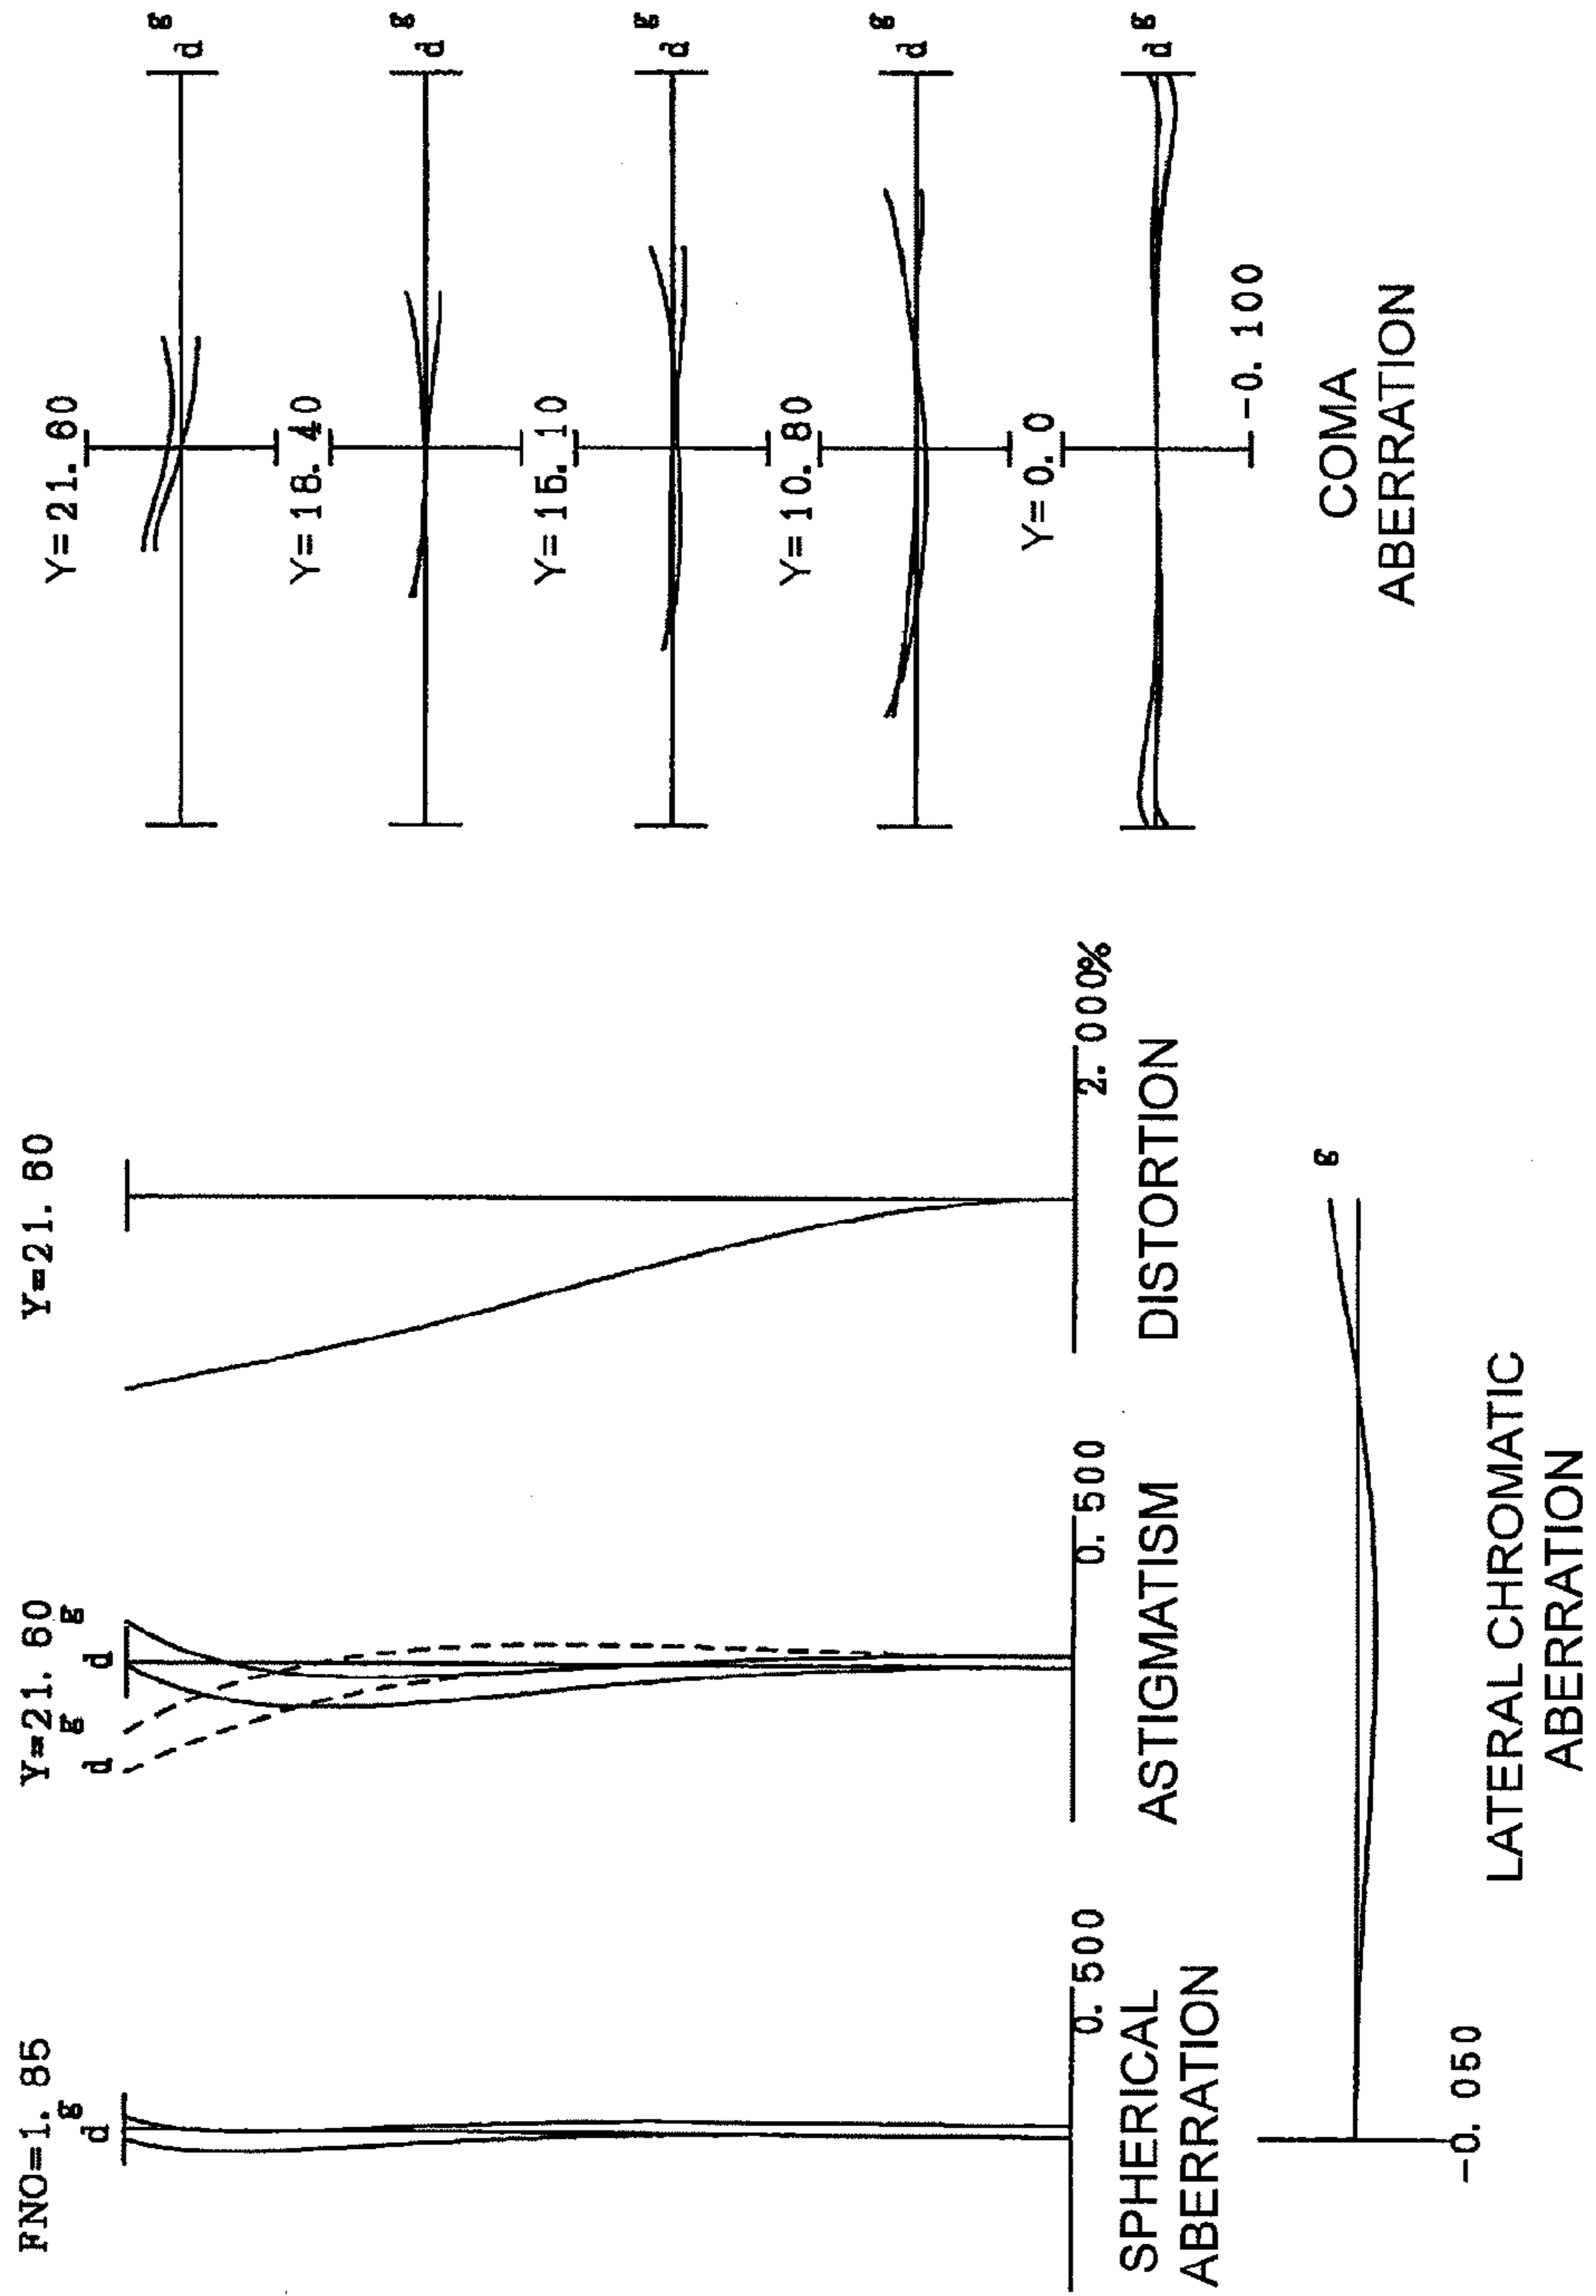 FNO=1. 85
d g
0. 500
SPHERICAL
ABERRATION
Y=21. 60
d g d g
0. 500
ASTIGMATISM
Y=21. 60
2. 000%
DISTORTION
g
-0. 050
LATERAL CHROMATIC
ABERRATION
Y=21. 60
d g
Y=18. 40
d g
Y=15. 10
d g
Y=10. 80
d g
Y=0. 0
d g
-0. 100
COMA
ABERRATION